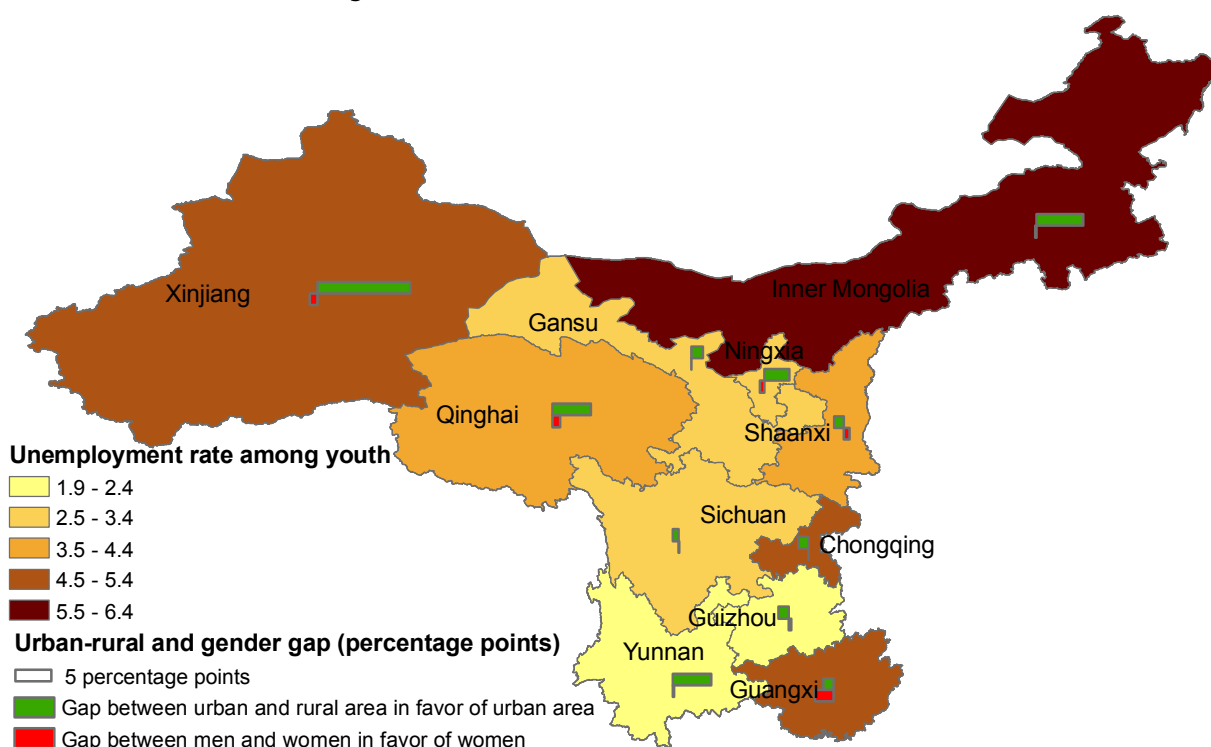 Xinjiang
Inner Mongolia
Gansu
Ningxia
Qinghai
Shaanxi
Unemployment rate among youth
1.9 - 2.4
2.5 - 3.4
3.5 - 4.4
4.5 - 5.4
5.5 - 6.4
Sichuan
Chongqing
Guizhou
Yunnan
Guangxi
Urban-rural and gender gap (percentage points)
5 percentage points
Gap between urban and rural area in favor of urban area
Gap between men and women in favor of women